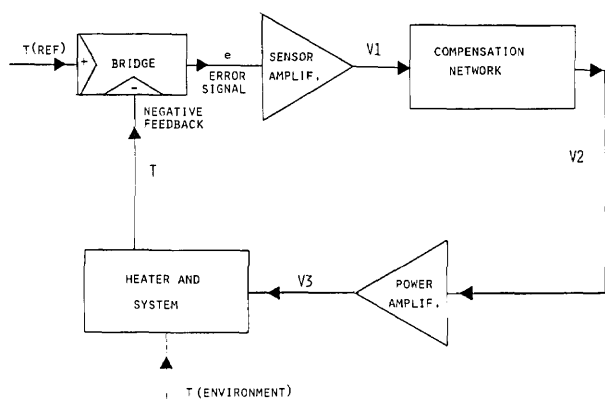 T(REF)
+
BRIDGE
-
e
ERROR
SIGNAL
SENSOR
AMPLIF.
V1
COMPENSATION
NETWORK
NEGATIVE
FEEDBACK
V2
T
HEATER AND
SYSTEM
V3
POWER
AMPLIF.
T(ENVIRONMENT)